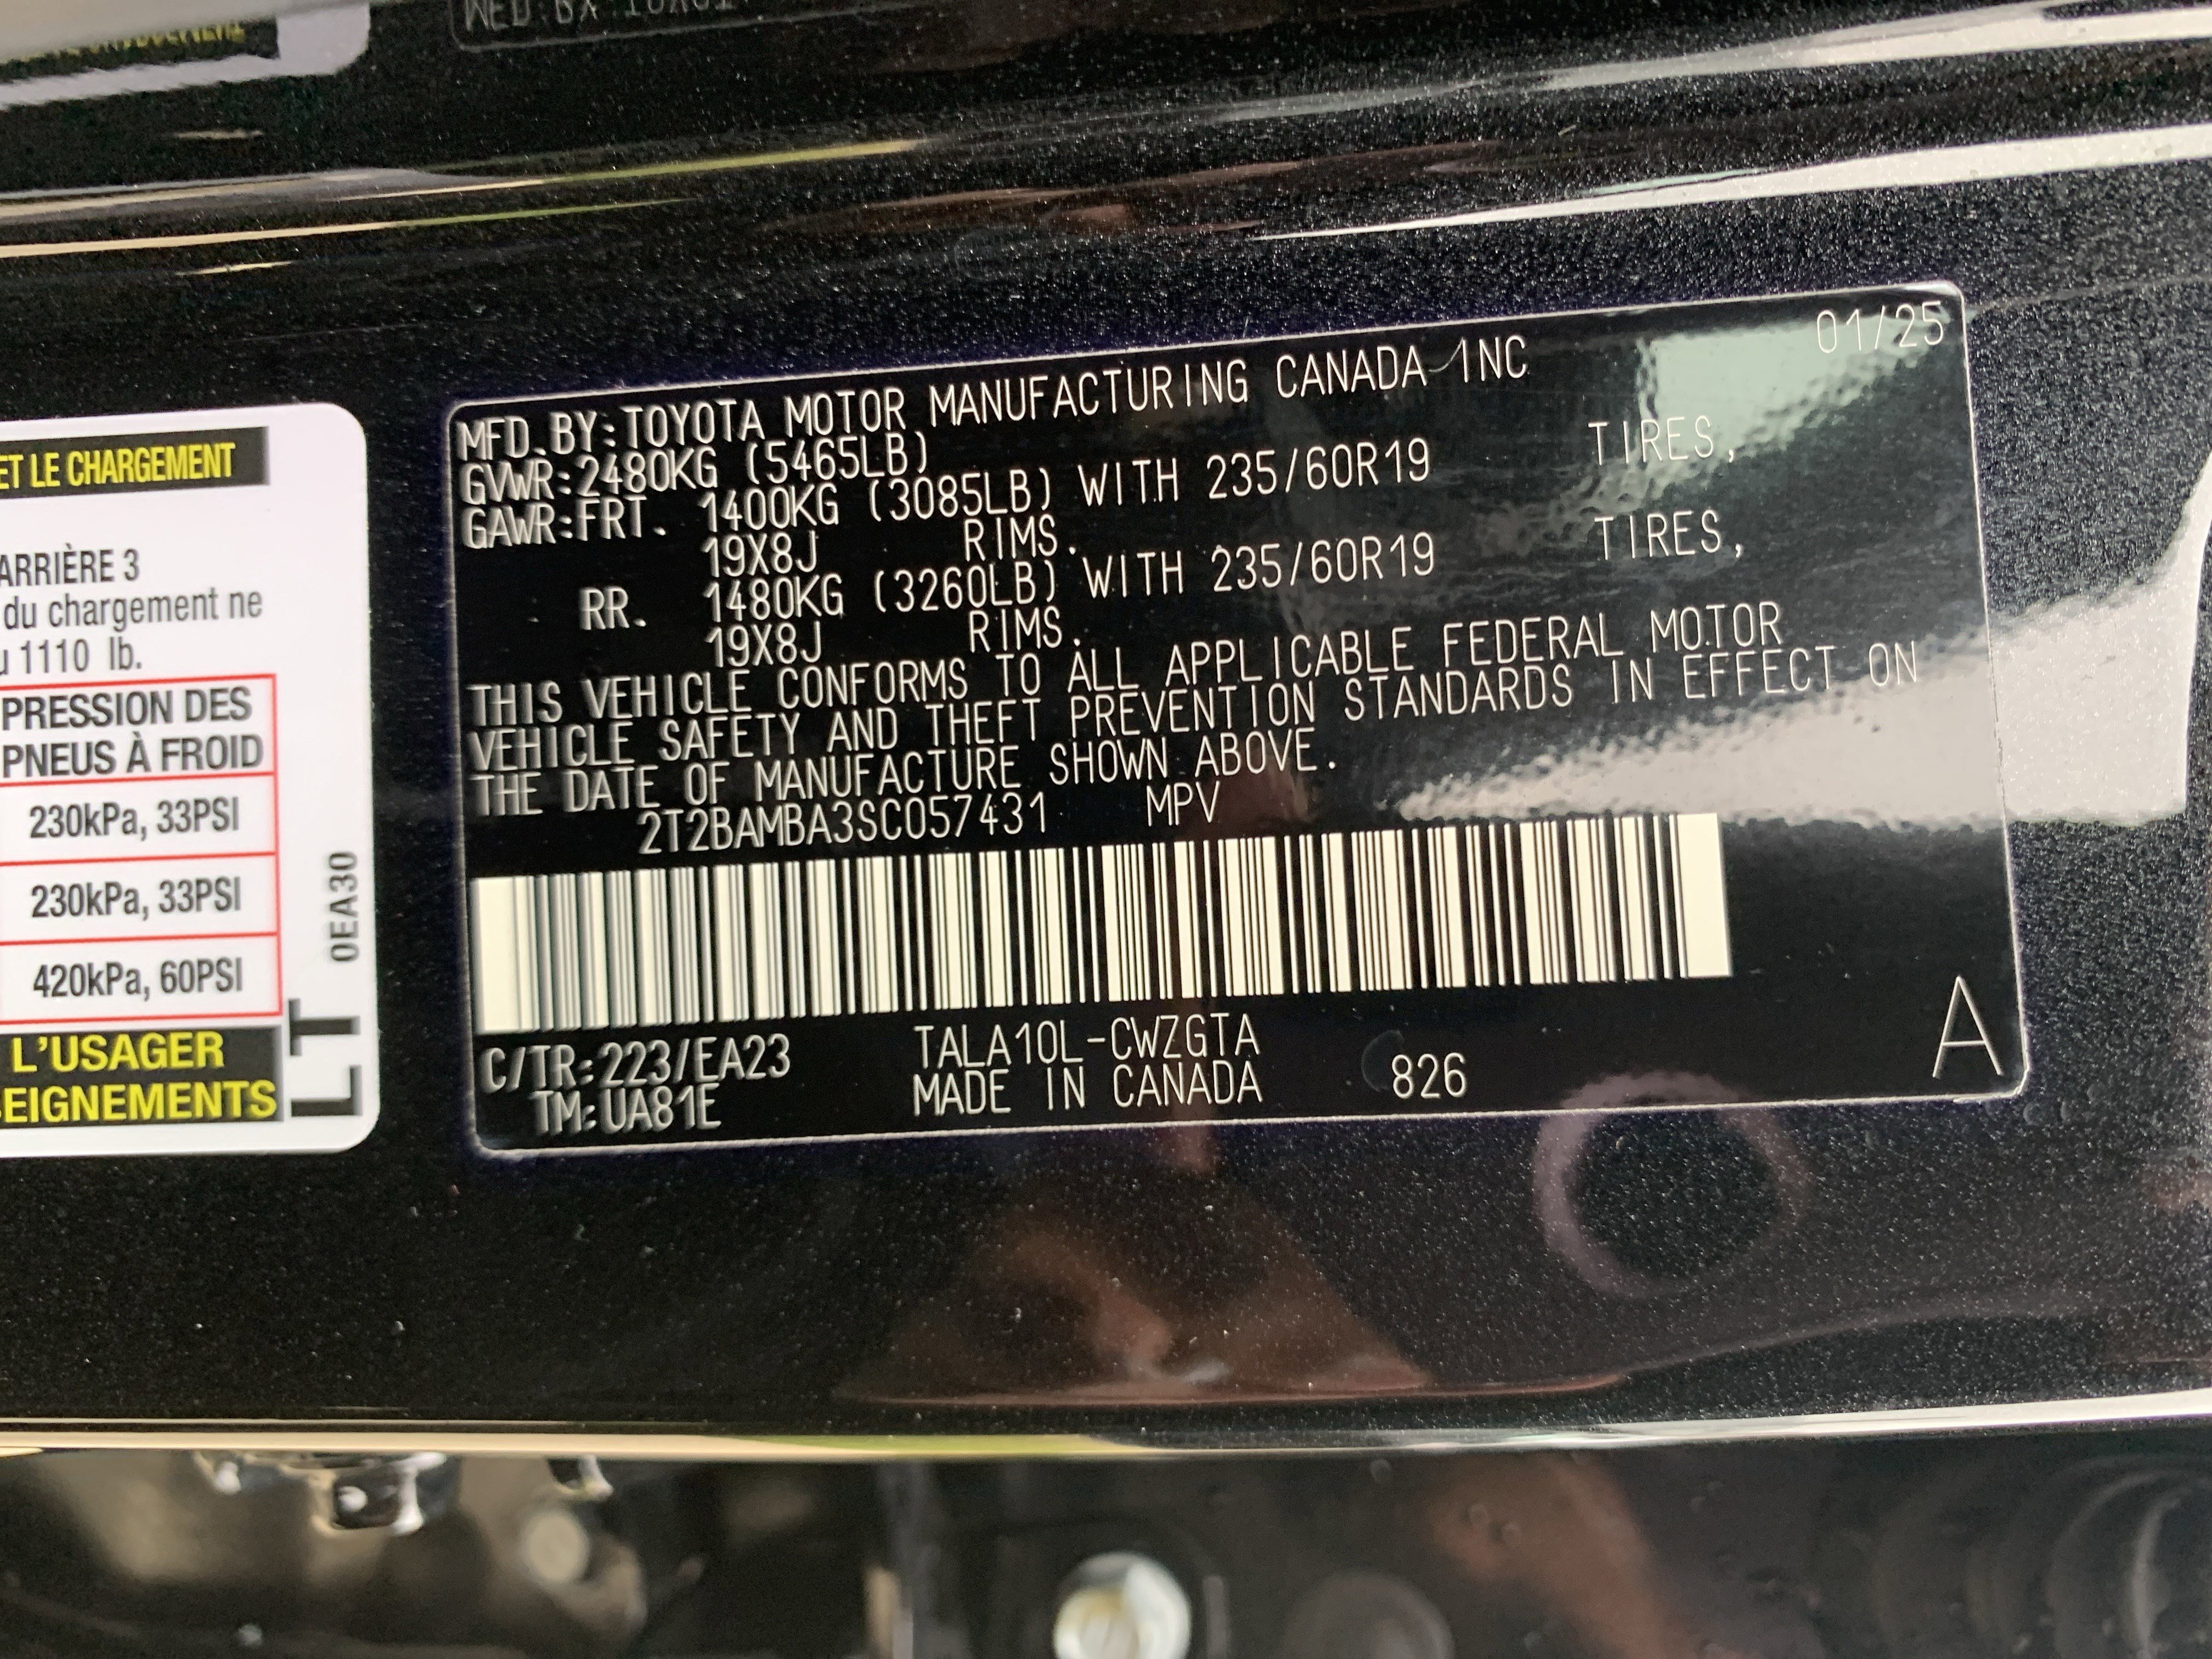 ET LE CHARGEMENT
ARRIÈRE 3
du chargement ne
1110 lb.
PRESSION DES
PNEUS À FROID
230kPa, 33PSI
230kPa, 33PSI
420kPa, 60PSI
L'USAGER
EIGNEMENTS
LT 0EA30
01/25
MFD.BY:TOYOTA MOTOR MANUFACTURING CANADA INC
GVWR:2480KG (5465LB)
GAWR:FRT. 1400KG (3085LB) WITH 235/60R19 TIRES,
19X8J RIMS.
RR. 1480KG (3260LB) WITH 235/60R19 TIRES,
19X8J RIMS.
THIS VEHICLE CONFORMS TO ALL APPLICABLE FEDERAL MOTOR
VEHICLE SAFETY AND THEFT PREVENTION STANDARDS IN EFFECT ON
THE DATE OF MANUFACTURE SHOWN ABOVE.
2T2BAMBA3SC057431 MPV
C/TR:223/EA23 TALA10L-CWZGTA
TM:UA81E MADE IN CANADA 826
A